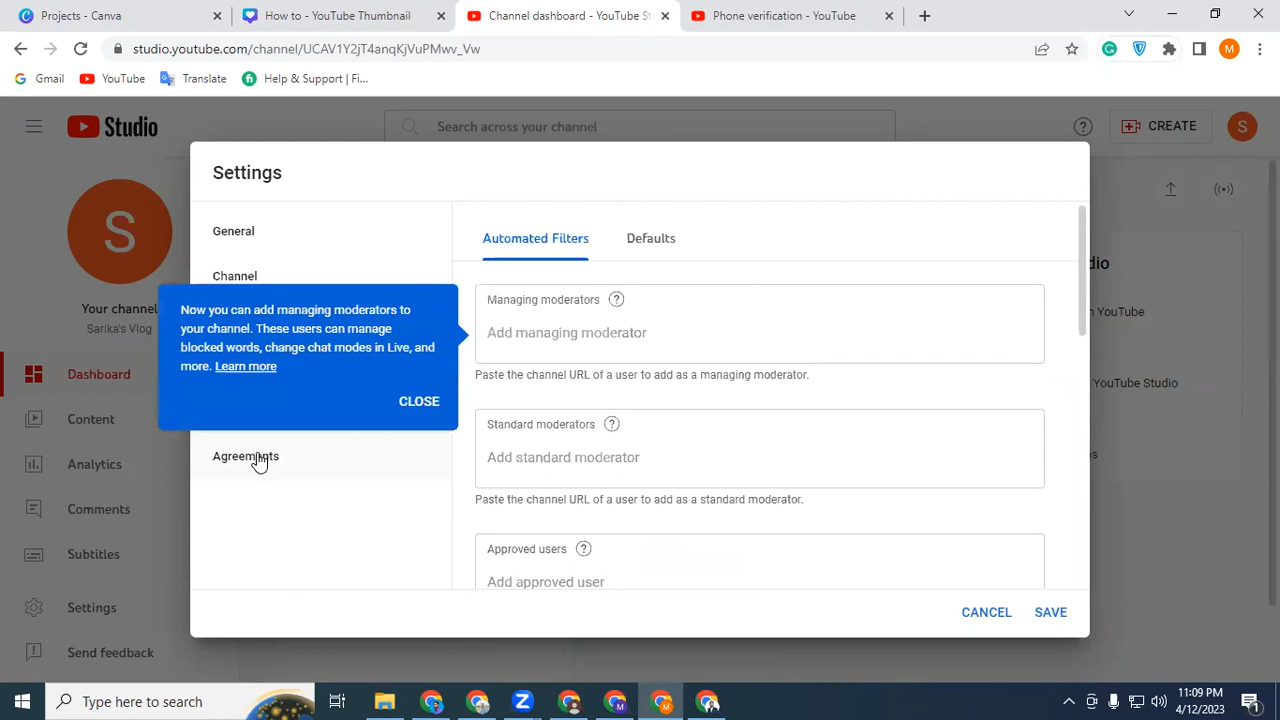 Projects - Canva
How to - YouTube Thumbnail
Channel dashboard - YouTube St
Phone verification - YouTube
studio.youtube.com/channel/UCAV1Y2jT4anqKjVuPMwv_Vw
M
Gmail
YouTube
Translate
Help & Support | Fi...
Studio
Search across your channel
CREATE
S
Settings
S
Your channel
Sarika's Vlog
Dashboard
Content
Analytics
Comments
Subtitles
Settings
Send feedback
General
Channel
Now you can add managing moderators to
your channel. These users can manage
blocked words, change chat modes in Live, and
more. Learn more
CLOSE
Agreements
Automated Filters
Defaults
Managing moderators ?
Add managing moderator
Paste the channel URL of a user to add as a managing moderator.
Standard moderators ?
Add standard moderator
Paste the channel URL of a user to add as a standard moderator.
Approved users ?
Add approved user
CANCEL
SAVE
dio
n YouTube
YouTube Studio
s
Type here to search
11:09 PM
4/12/2023